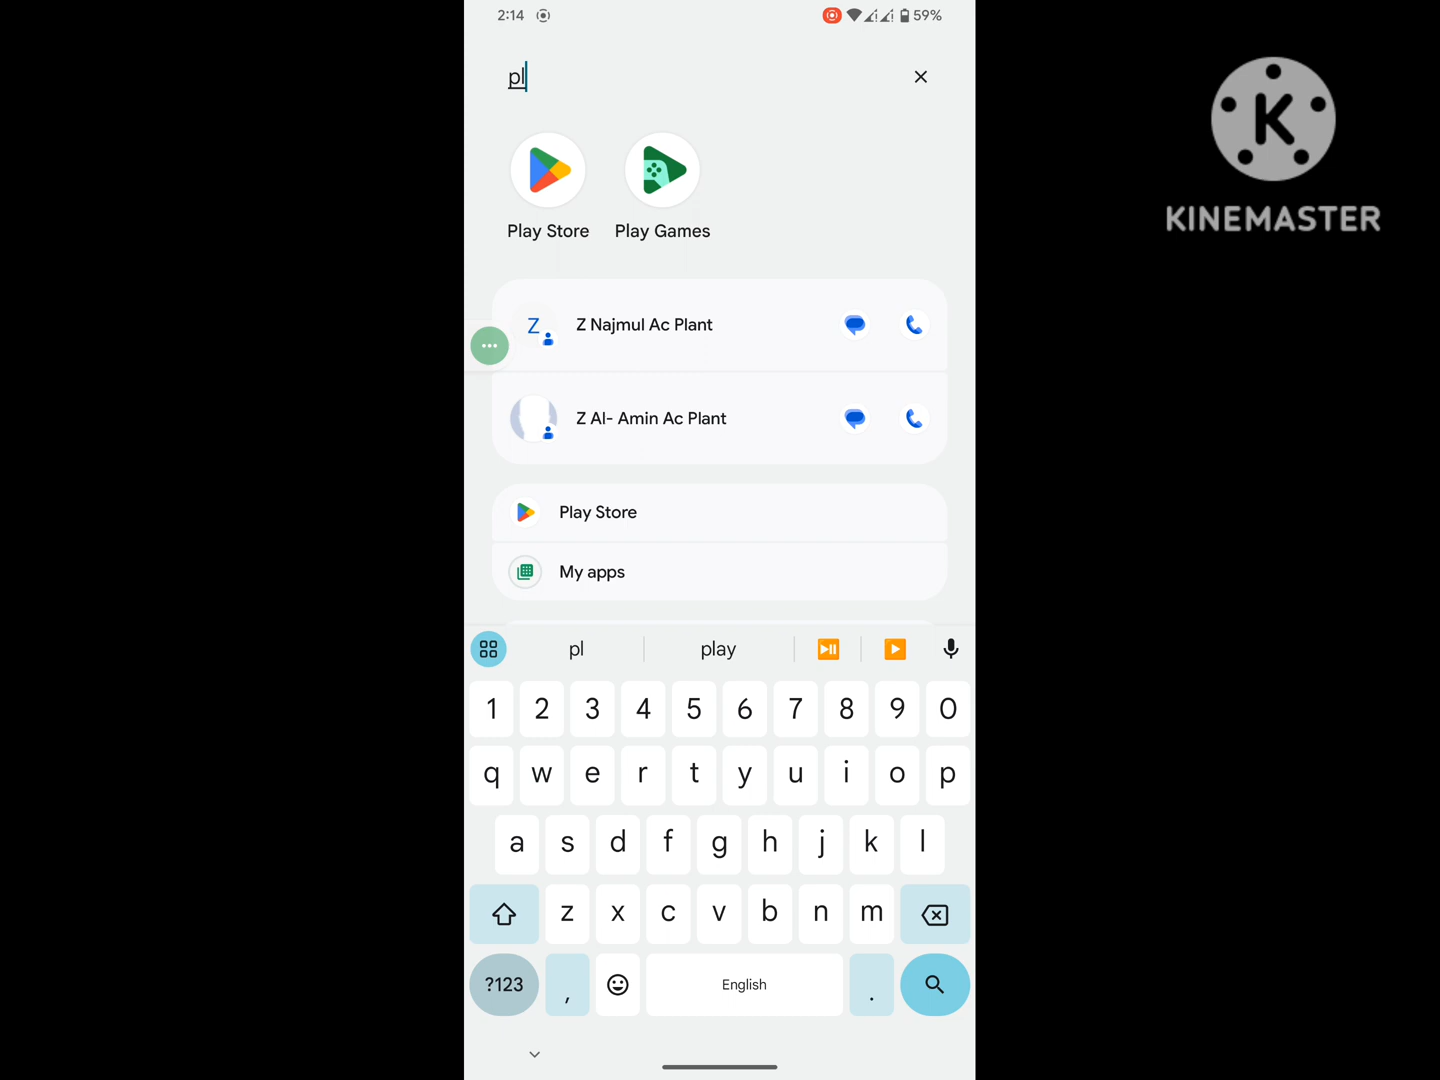 2:14 59%
pl
Play Store Play Games
Z Z Najmul Ac Plant
Z Al- Amin Ac Plant
Play Store
My apps
pl play
1 2 3 4 5 6 7 8 9 0
q w e r t y u i o p
a s d f g h j k l
z x c v b n m
?123 , English .
K
KINEMASTER